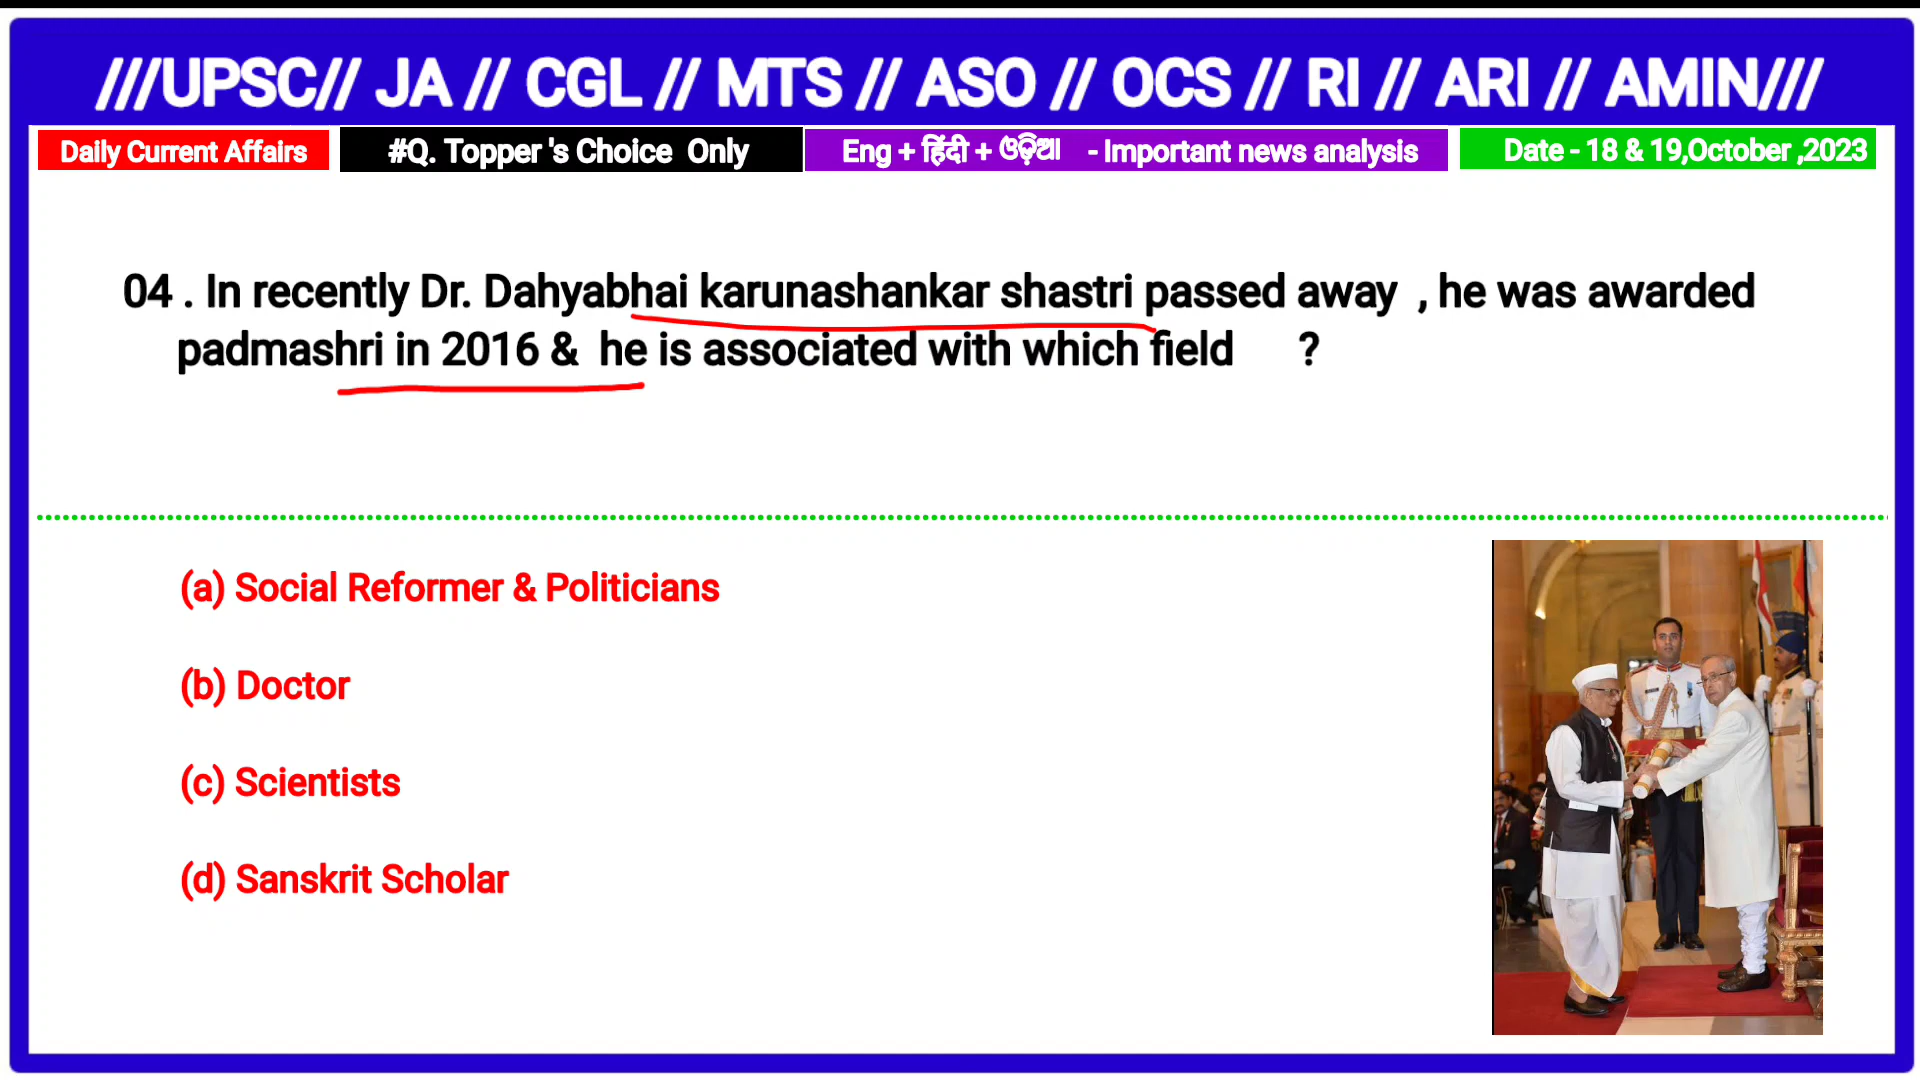 ///UPSC// JA // CGL // MTS // ASO // OCS // RI // ARI // AMIN///
Daily Current Affairs #Q. Topper 's Choice Only Eng + हिंदी + ଓଡ଼ିଆ - Important news analysis Date - 18 & 19,October ,2023
04 . In recently Dr. Dahyabhai karunashankar shastri passed away , he was awarded
padmashri in 2016 & he is associated with which field ?
(a) Social Reformer & Politicians
(b) Doctor
(c) Scientists
(d) Sanskrit Scholar